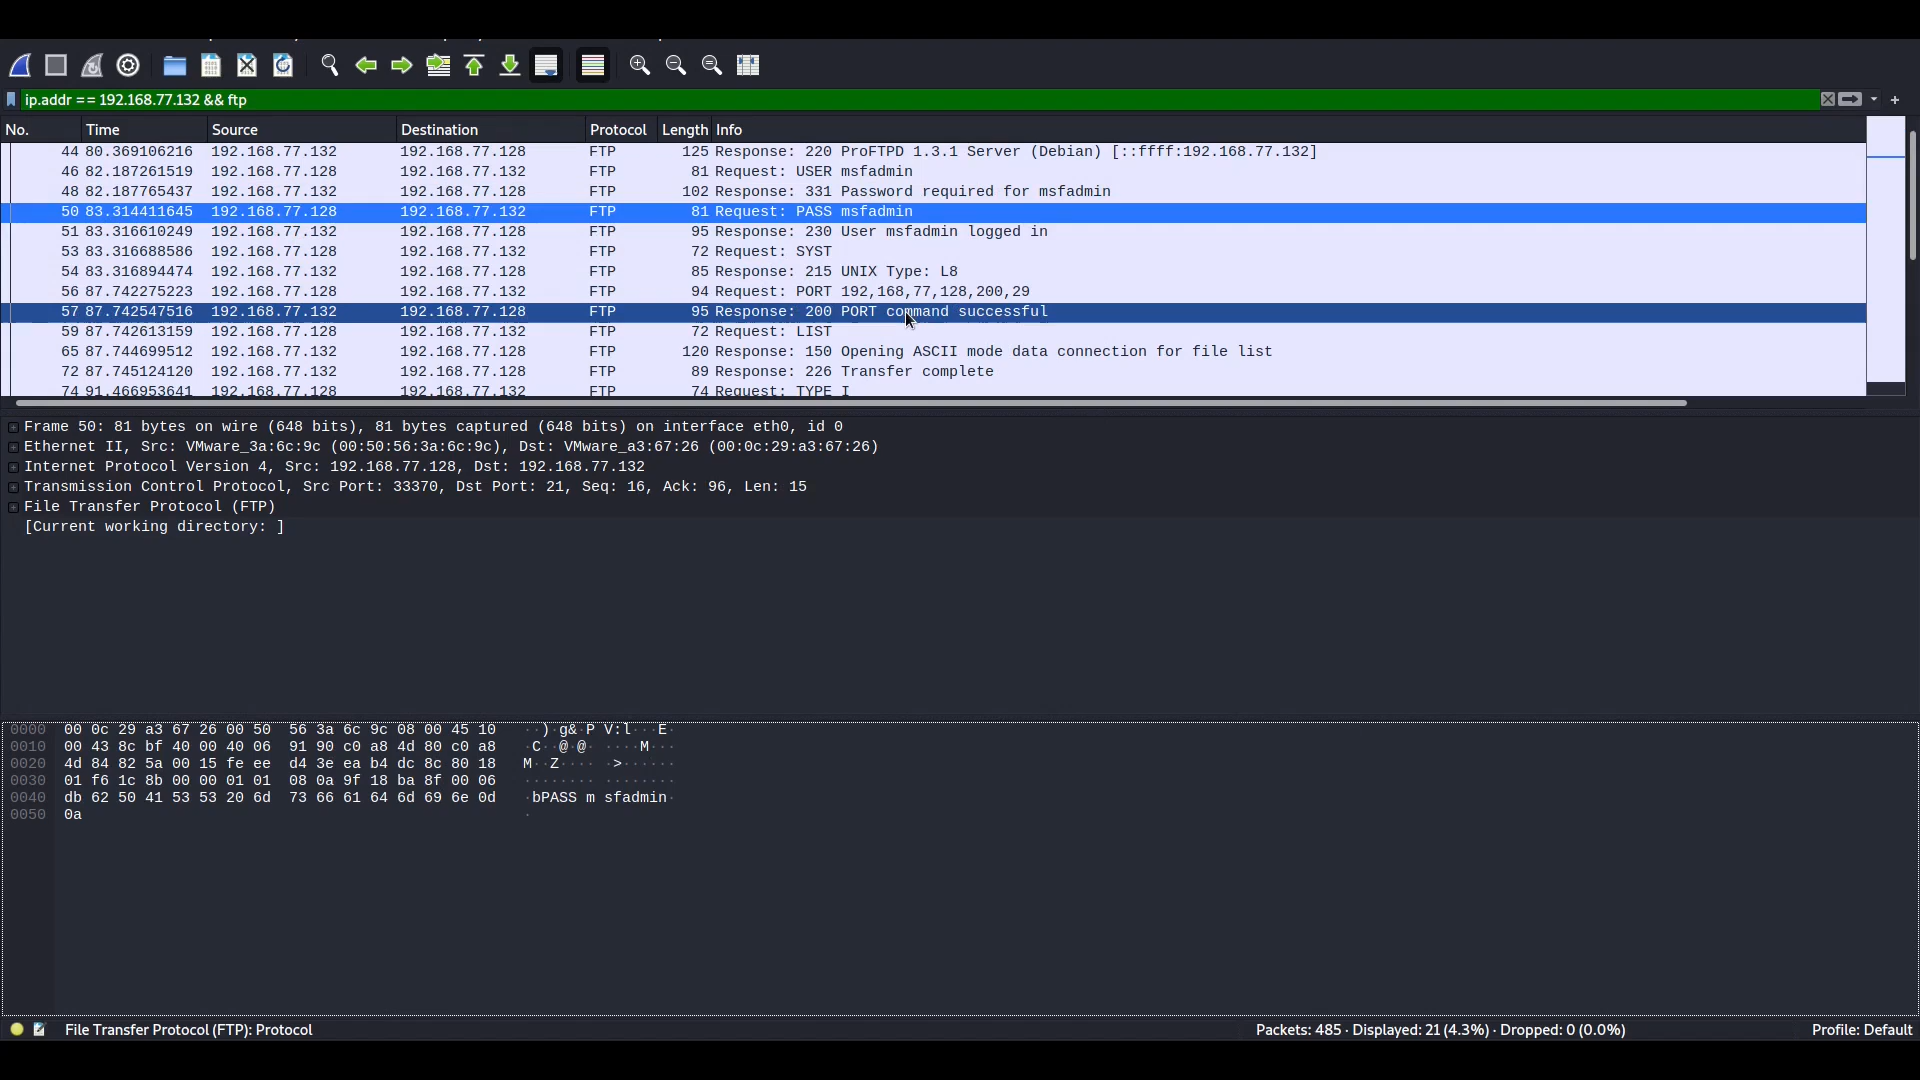 ip.addr == 192.168.77.132 && ftp
No. Time Source Destination Protocol Length Info
44 80.369106216 192.168.77.132 192.168.77.128 FTP 125 Response: 220 ProFTPD 1.3.1 Server (Debian) [::ffff:192.168.77.132]
46 82.187261519 192.168.77.128 192.168.77.132 FTP 81 Request: USER msfadmin
48 82.187765437 192.168.77.132 192.168.77.128 FTP 102 Response: 331 Password required for msfadmin
50 83.314411645 192.168.77.128 192.168.77.132 FTP 81 Request: PASS msfadmin
51 83.316610249 192.168.77.132 192.168.77.128 FTP 95 Response: 230 User msfadmin logged in
53 83.316688586 192.168.77.128 192.168.77.132 FTP 72 Request: SYST
54 83.316894474 192.168.77.132 192.168.77.128 FTP 85 Response: 215 UNIX Type: L8
56 87.742275223 192.168.77.128 192.168.77.132 FTP 94 Request: PORT 192,168,77,128,200,29
57 87.742547516 192.168.77.132 192.168.77.128 FTP 95 Response: 200 PORT command successful
59 87.742613159 192.168.77.128 192.168.77.132 FTP 72 Request: LIST
65 87.744699512 192.168.77.132 192.168.77.128 FTP 120 Response: 150 Opening ASCII mode data connection for file list
72 87.745124120 192.168.77.132 192.168.77.128 FTP 89 Response: 226 Transfer complete
74 91.466953641 192.168.77.128 192.168.77.132 FTP 74 Request: TYPE I
Frame 50: 81 bytes on wire (648 bits), 81 bytes captured (648 bits) on interface eth0, id 0
Ethernet II, Src: VMware_3a:6c:9c (00:50:56:3a:6c:9c), Dst: VMware_a3:67:26 (00:0c:29:a3:67:26)
Internet Protocol Version 4, Src: 192.168.77.128, Dst: 192.168.77.132
Transmission Control Protocol, Src Port: 33370, Dst Port: 21, Seq: 16, Ack: 96, Len: 15
File Transfer Protocol (FTP)
[Current working directory: ]
0000 00 0c 29 a3 67 26 00 50 56 3a 6c 9c 08 00 45 10 ··)·g&·P V:l···E·
0010 00 43 8c bf 40 00 40 06 91 90 c0 a8 4d 80 c0 a8 ·C··@·@· ····M···
0020 4d 84 82 5a 00 15 fe ee d4 3e ea b4 dc 8c 80 18 M··Z···· ·>······
0030 01 f6 1c 8b 00 00 01 01 08 0a 9f 18 ba 8f 00 06 ········ ········
0040 db 62 50 41 53 53 20 6d 73 66 61 64 6d 69 6e 0d ·bPASS m sfadmin·
0050 0a ·
File Transfer Protocol (FTP): Protocol Packets: 485 · Displayed: 21 (4.3%) · Dropped: 0 (0.0%) Profile: Default